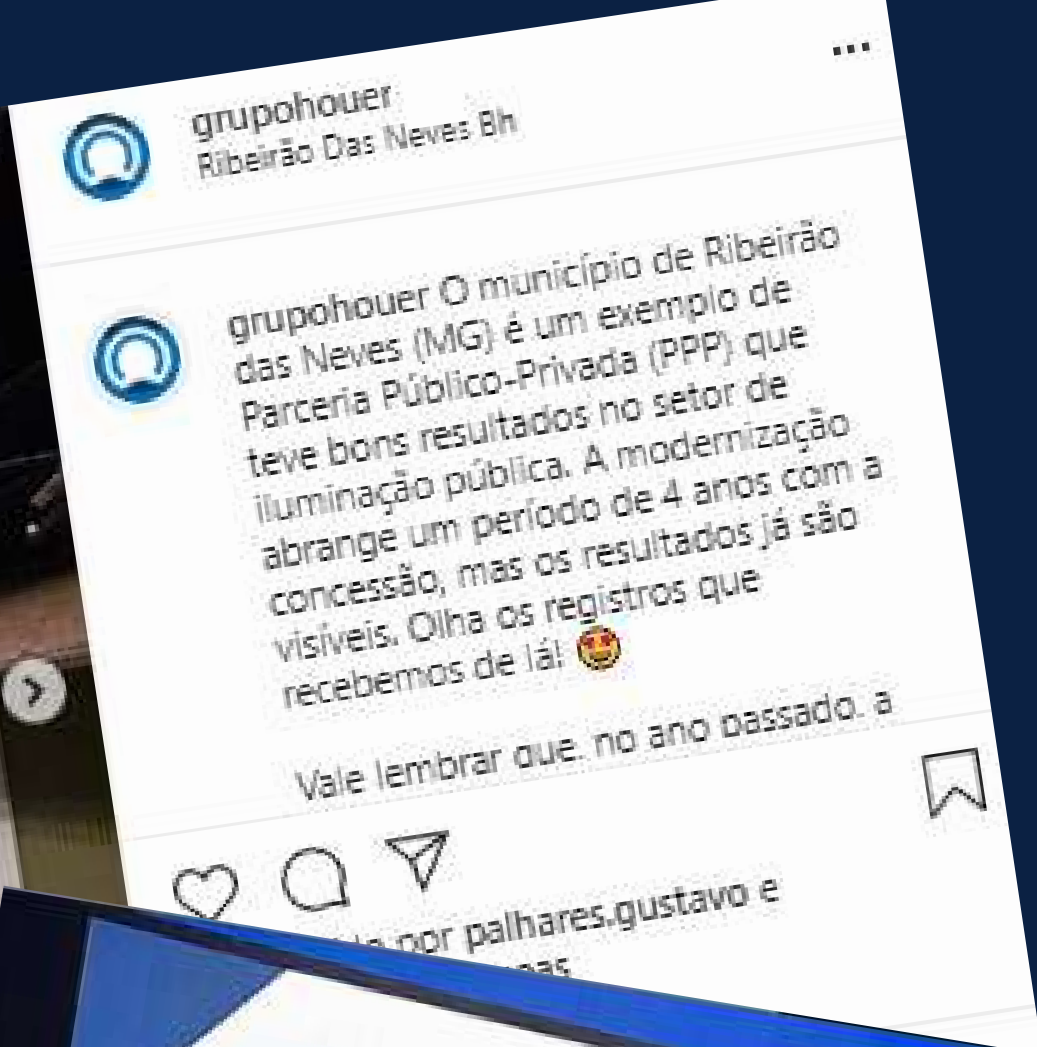 ...
grupohouer
Ribeirão Das Neves Bh
grupohouer O município de Ribeirão
das Neves (MG) é um exemplo de
Parceria Público-Privada (PPP) que
teve bons resultados no setor de
iluminação pública. A modernização
abrange um período de 4 anos com a
concessão, mas os resultados já são
visíveis. Olha os registros que
recebemos de lá! 😍
Vale lembrar que, no ano passado, a
por palhares.gustavo e